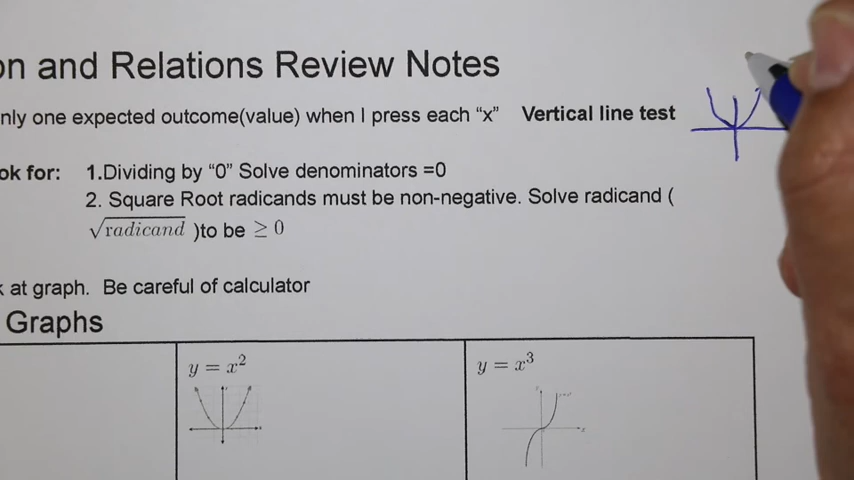 on and Relations Review Notes
nly one expected outcome(value) when I press each “x” Vertical line test
ok for: 1.Dividing by “0” Solve denominators =0
2. Square Root radicands must be non-negative. Solve radicand (
√radicand )to be ≥ 0
k at graph. Be careful of calculator
Graphs
y = x² y = x³